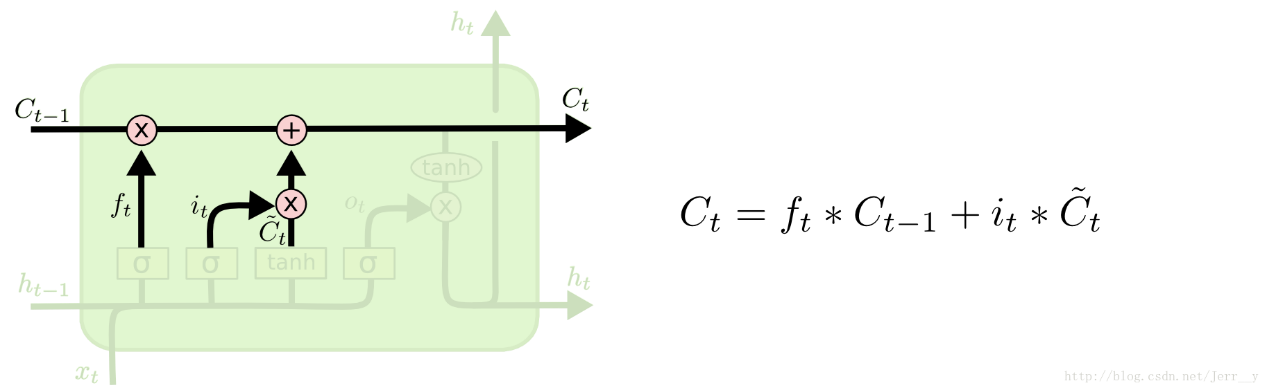 h_t
C_{t-1}
C_t
x
+
tanh
f_t
i_t
x
o_t
x
C̃_t
σ
σ
tanh
σ
h_{t-1}
h_t
x_t
C_t = f_t * C_{t-1} + i_t * C̃_t
http://blog.csdn.net/Jerr__y